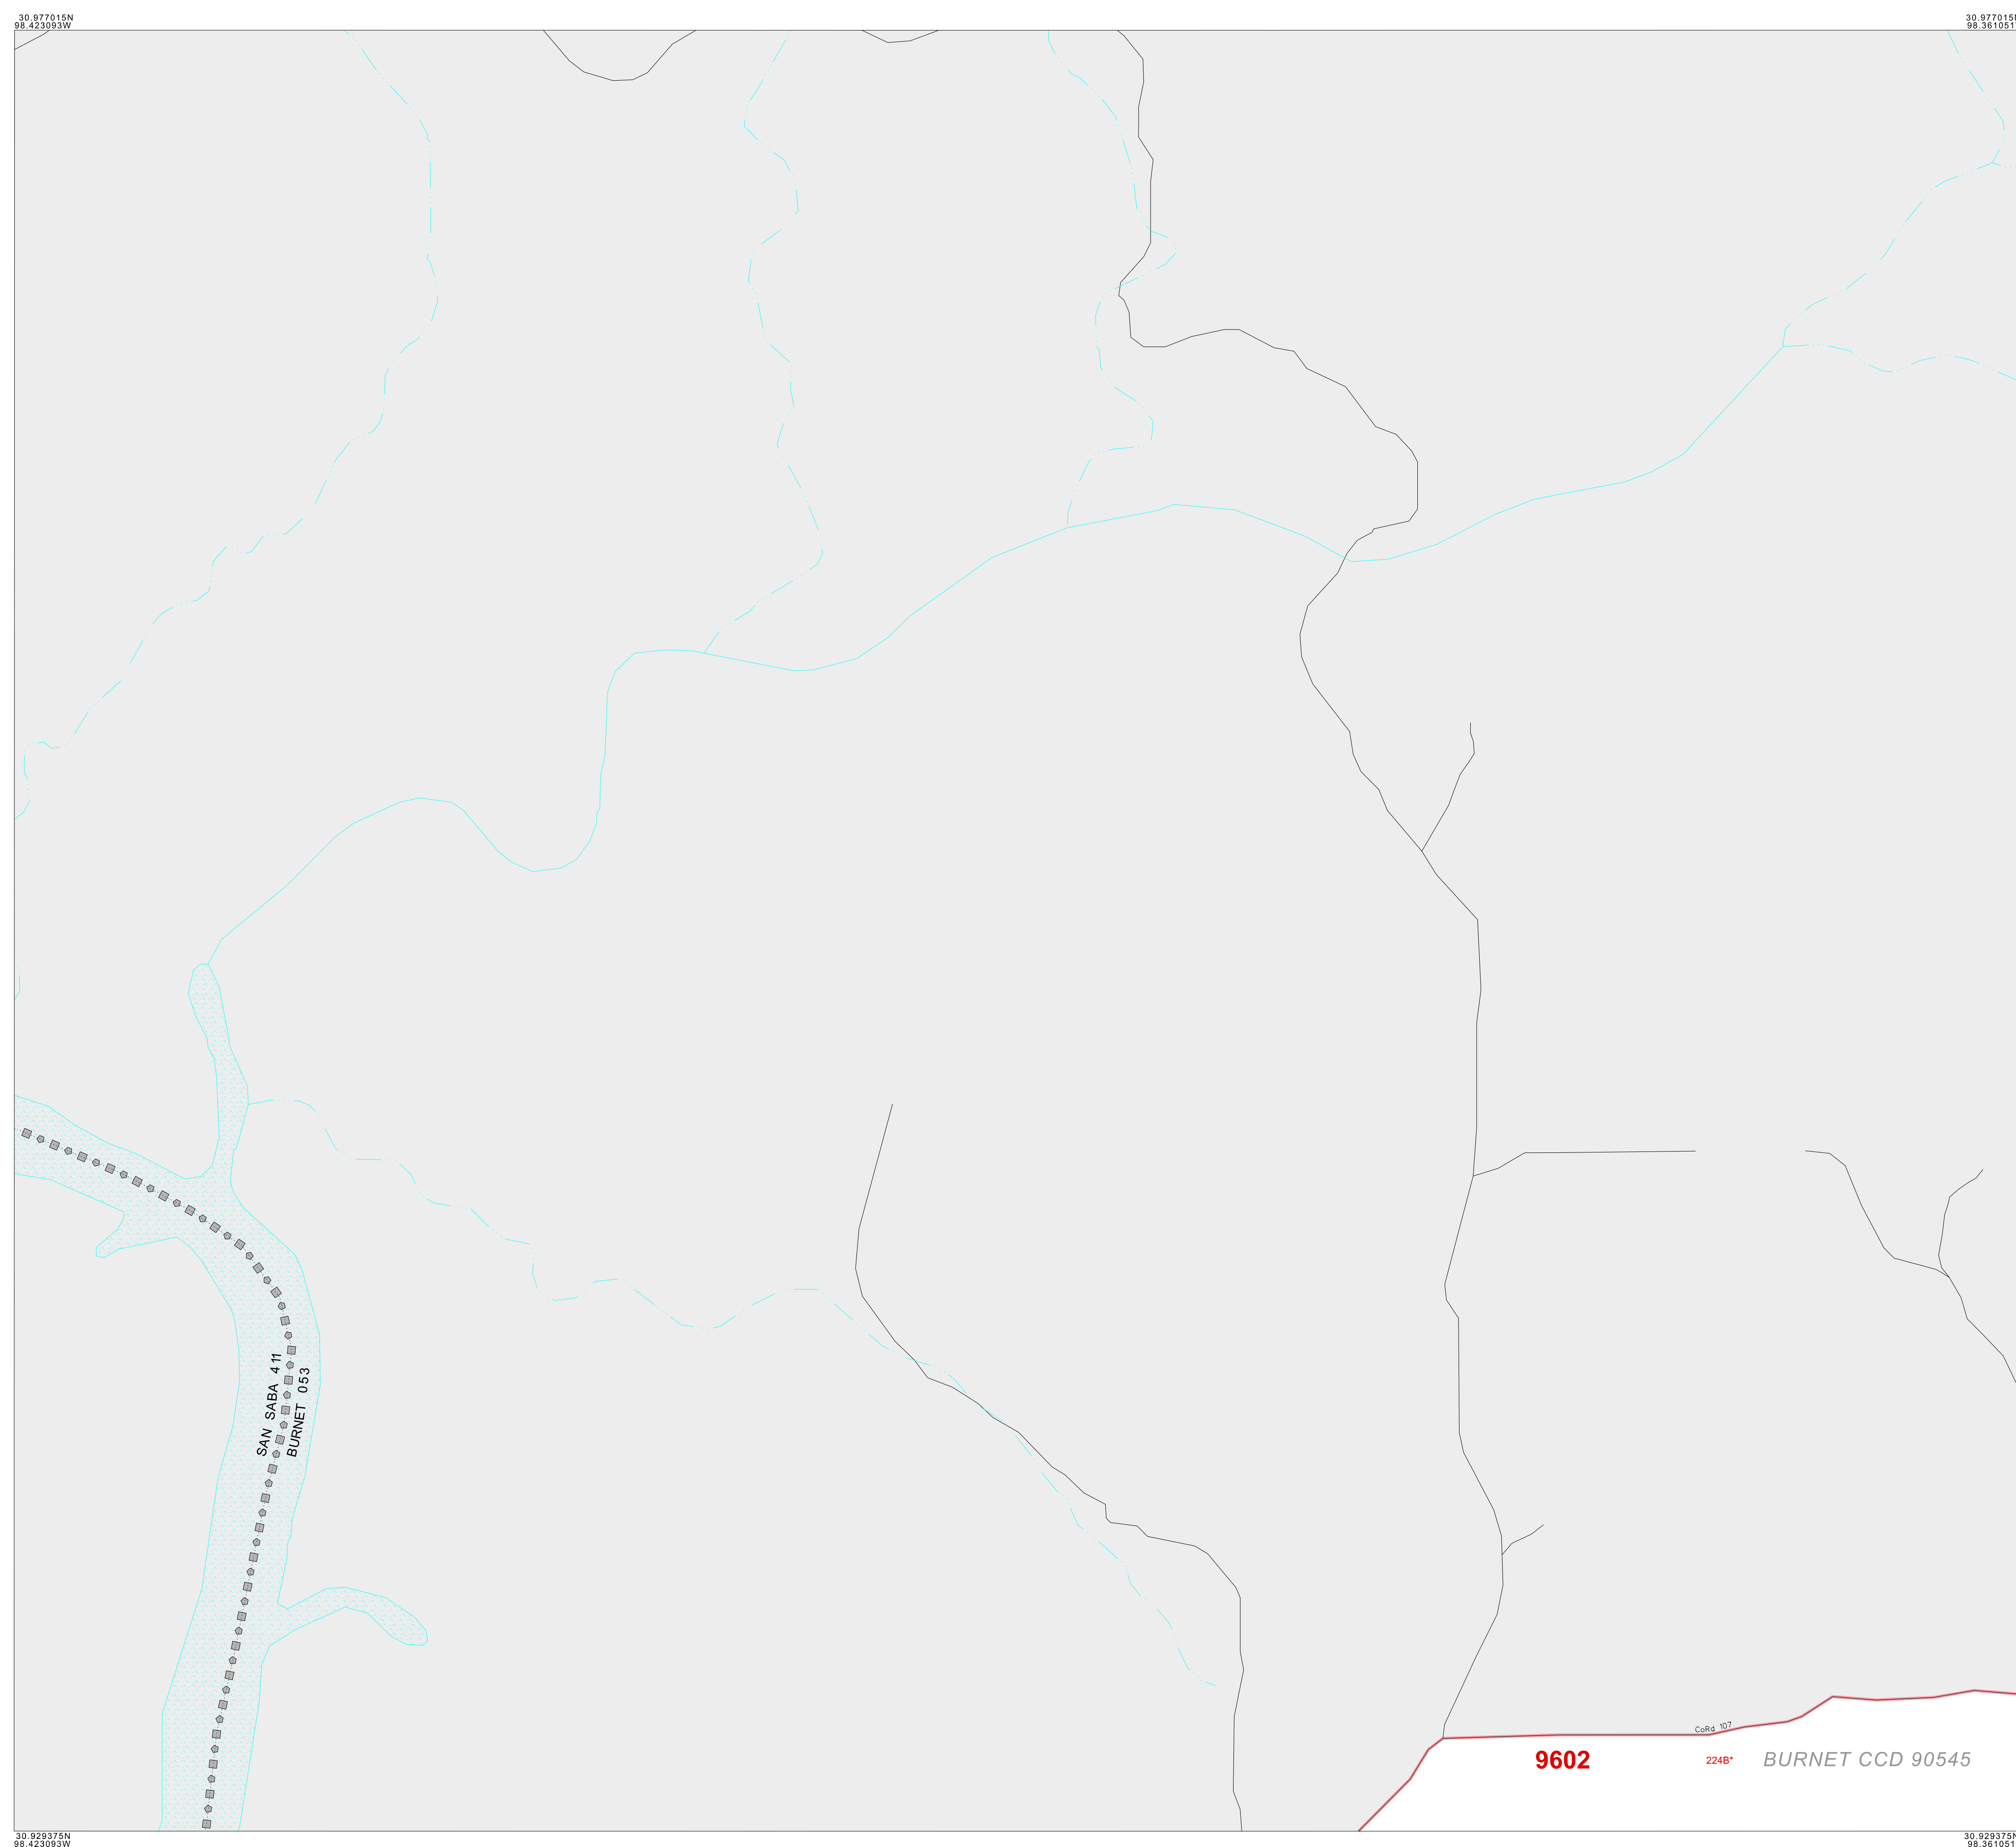 30.977015N
98.423093W
30.977015N
98.361051
SAN SABA 411
BURNET 053
CoRd 107
9602
224B*
BURNET CCD 90545
30.929375N
98.423093W
30.929375N
98.361051